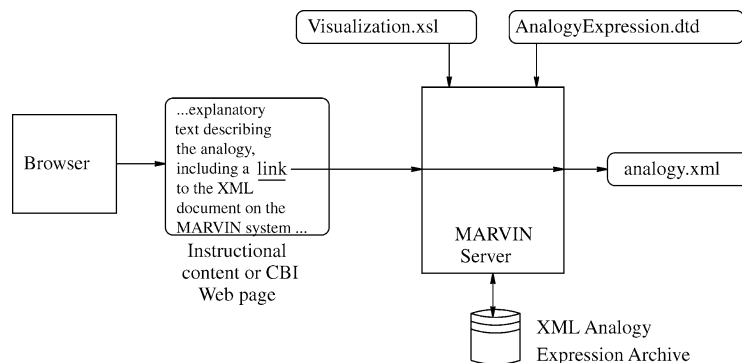 Visualization.xsl
AnalogyExpression.dtd
Browser
...explanatory
text describing
the analogy,
including a link
to the XML
document on the
MARVIN system ...
analogy.xml
MARVIN
Server
Instructional
content or CBI
Web page
XML Analogy
Expression Archive